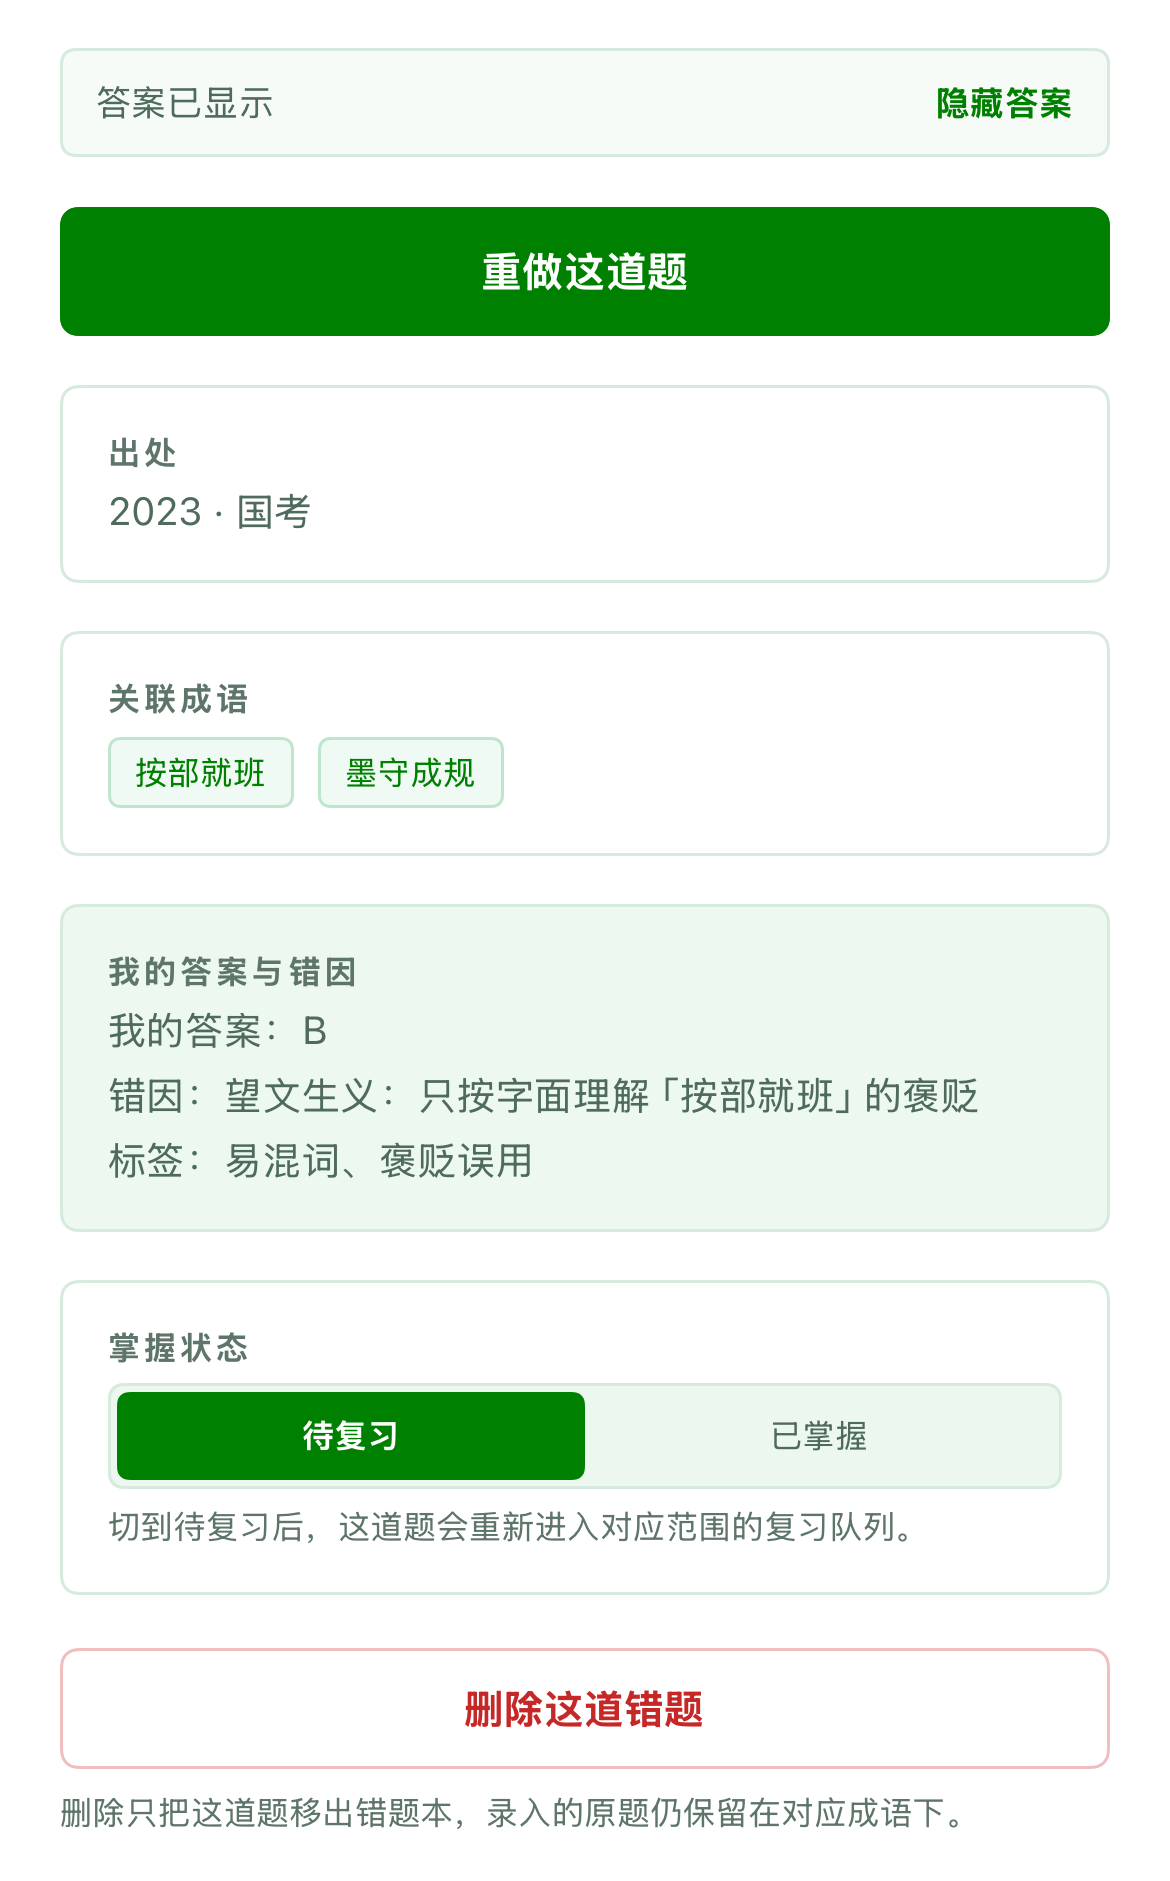 答案已显示 隐藏答案
重做这道题
出处
2023 · 国考
关联成语
按部就班 墨守成规
我的答案与错因
我的答案：B
错因：望文生义：只按字面理解「按部就班」的褒贬
标签：易混词、褒贬误用
掌握状态
待复习 已掌握
切到待复习后，这道题会重新进入对应范围的复习队列。
删除这道错题
删除只把这道题移出错题本，录入的原题仍保留在对应成语下。